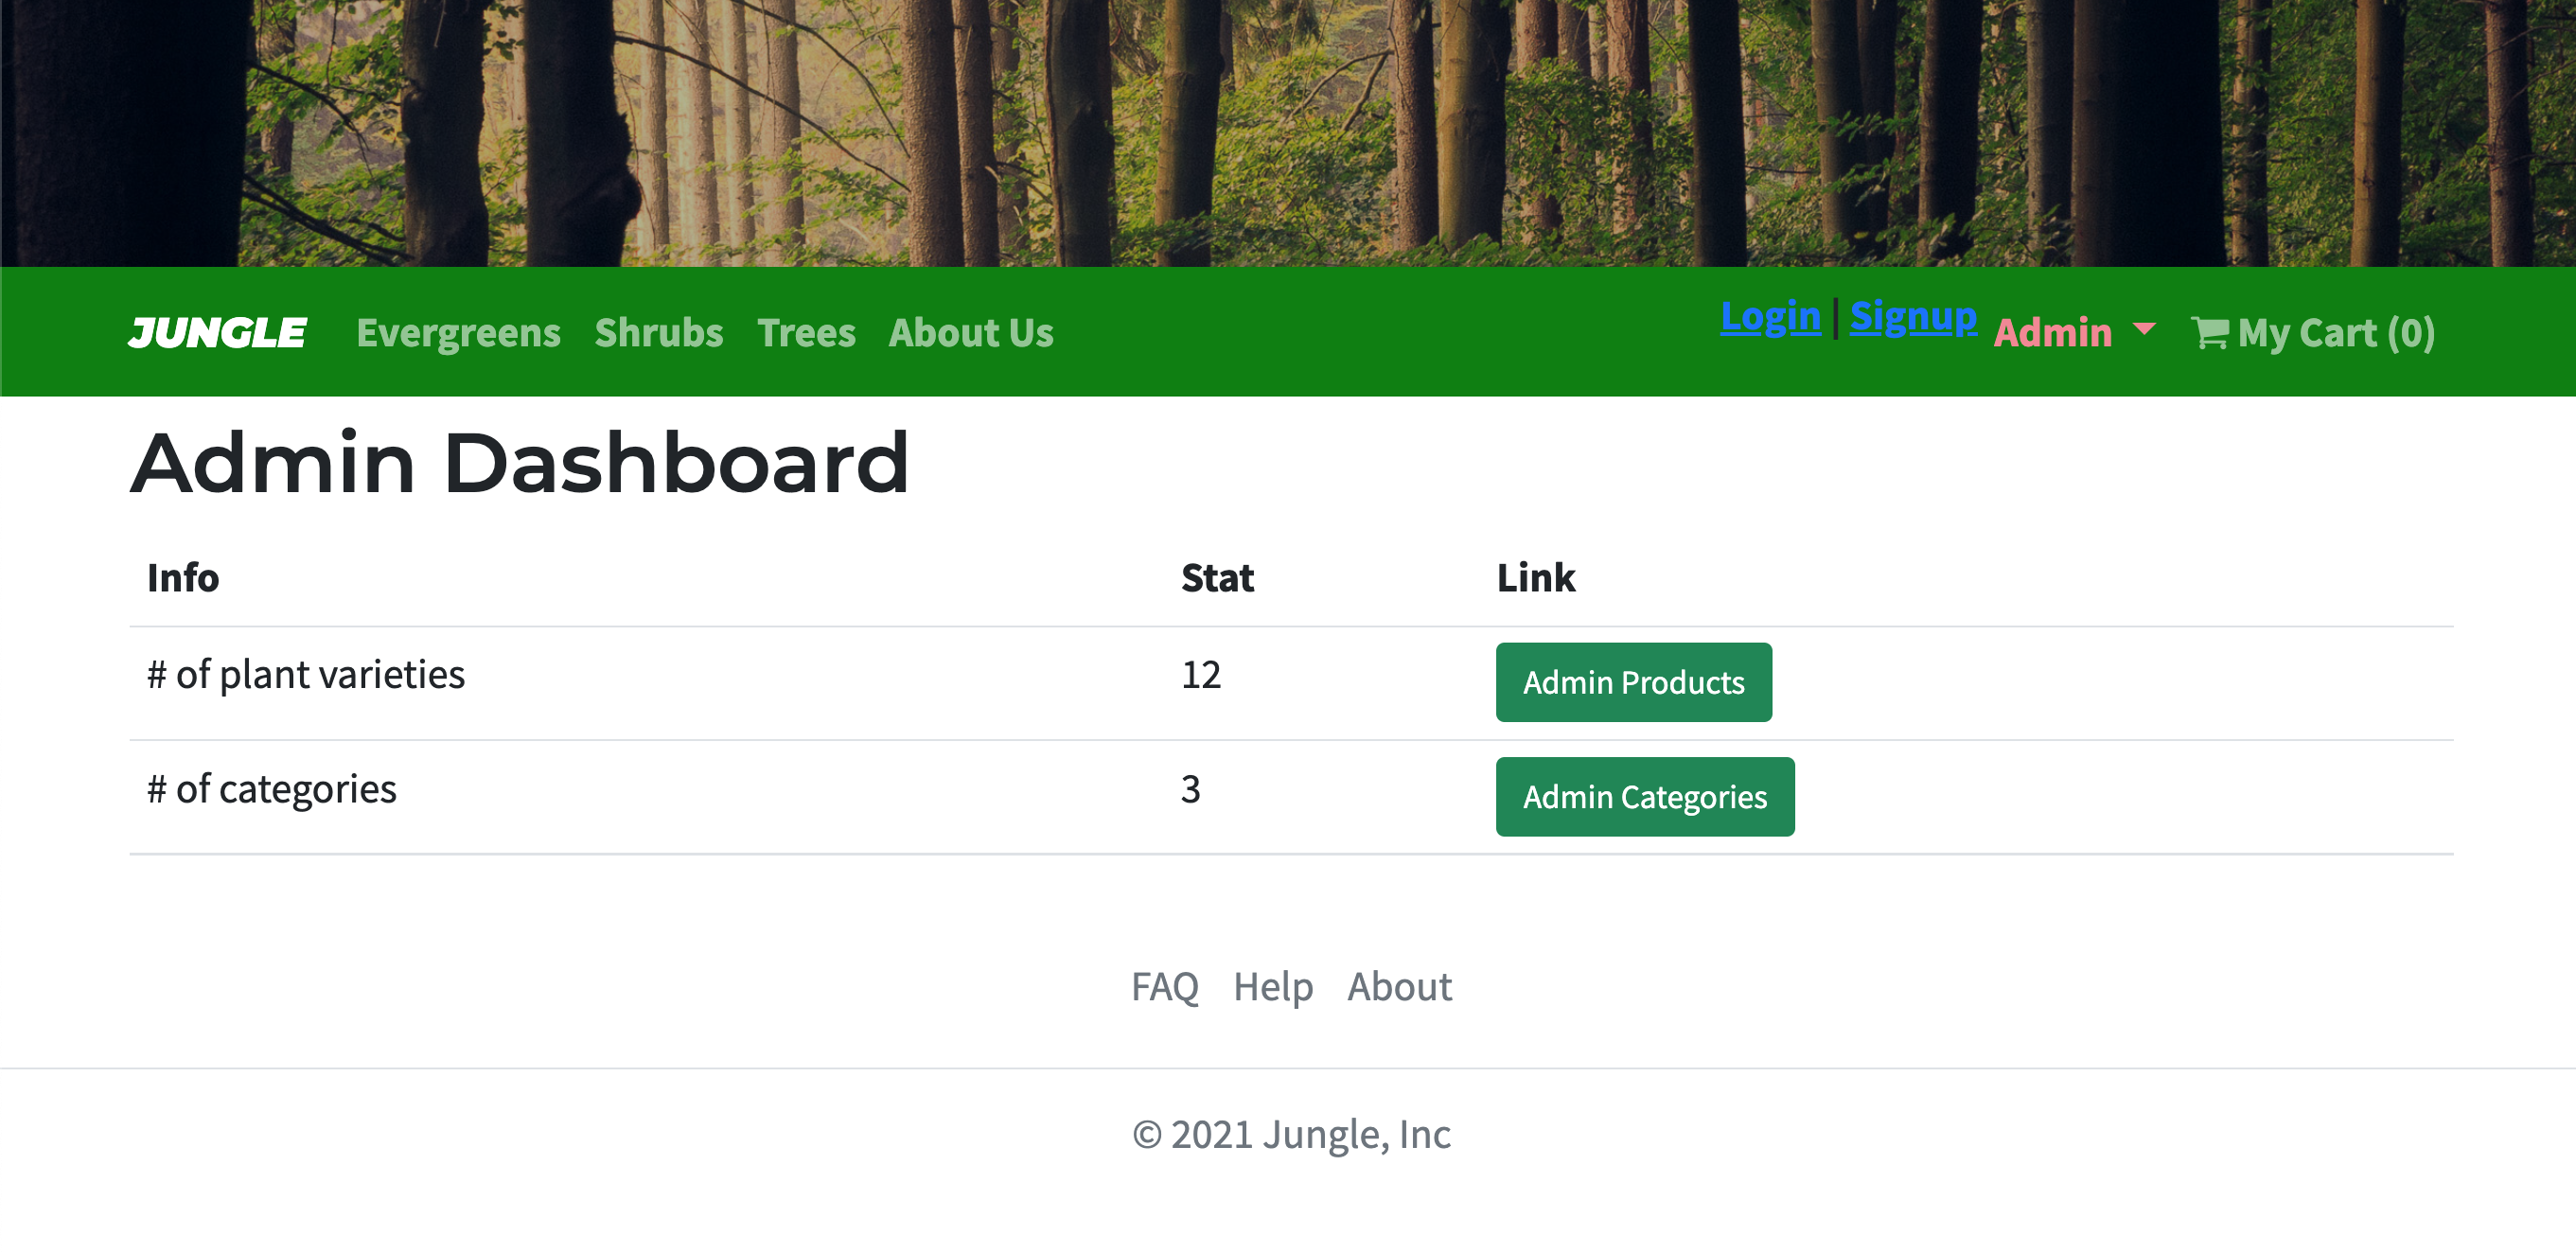 JUNGLE Evergreens Shrubs Trees About Us Login | Signup Admin My Cart (0)
Admin Dashboard
Info Stat Link
# of plant varieties 12 Admin Products
# of categories 3 Admin Categories
FAQ Help About
© 2021 Jungle, Inc